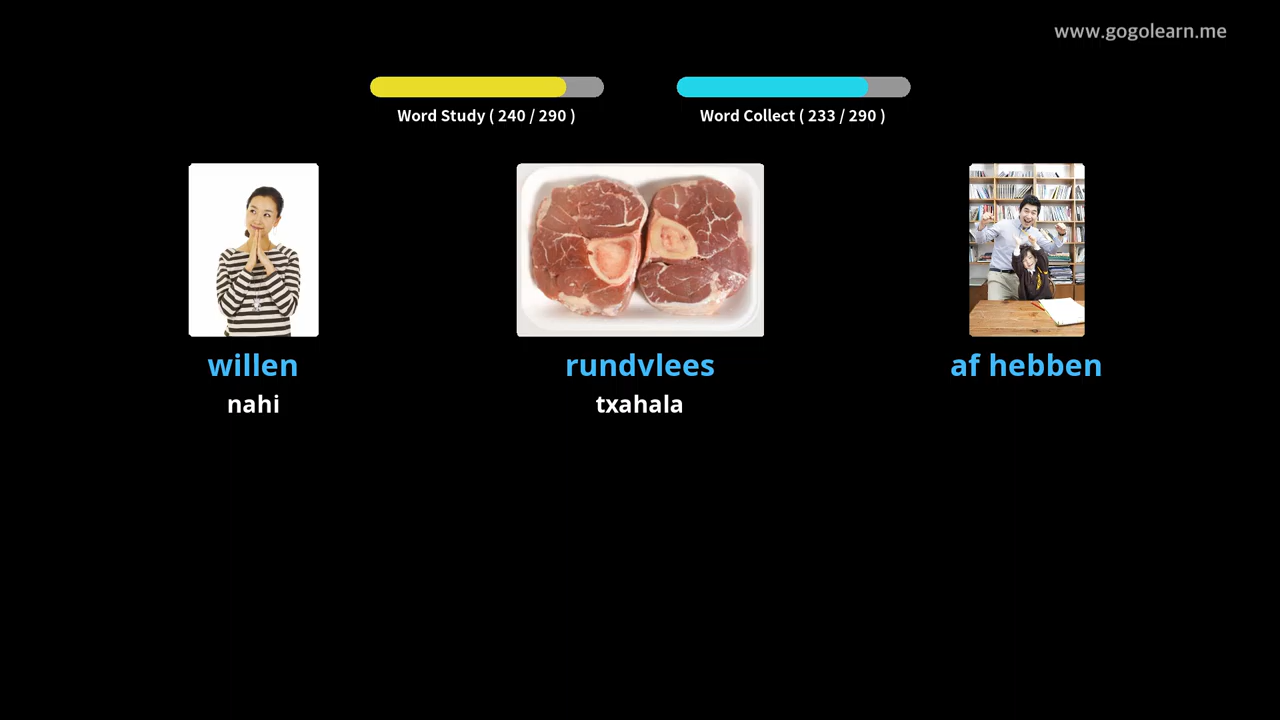 www.gogolearn.me
Word Study ( 240 / 290 )
Word Collect ( 233 / 290 )
willen
rundvlees
af hebben
nahi
txahala